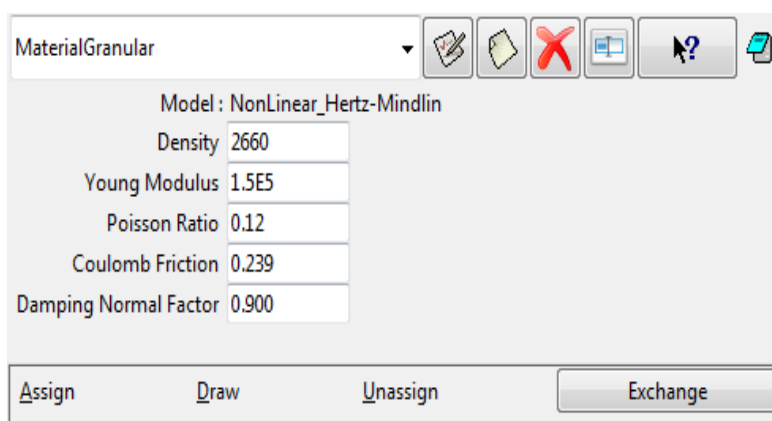 MaterialGranular
?
Model : NonLinear_Hertz-Mindlin
Density 2660
Young Modulus 1.5E5
Poisson Ratio 0.12
Coulomb Friction 0.239
Damping Normal Factor 0.900
Assign Draw Unassign Exchange